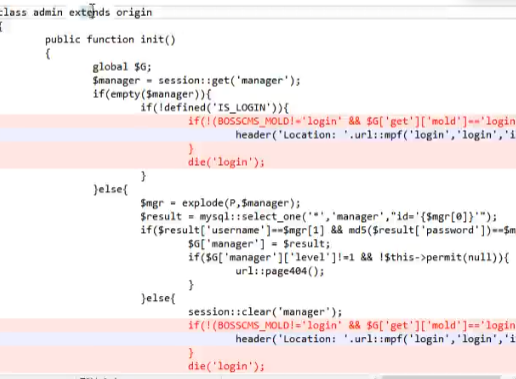 class admin extends origin
{
public function init()
{
global $G;
$manager = session::get('manager');
if(empty($manager)){
if(!defined('IS_LOGIN')){
if(!(BOSSCMS_MOLD!='login' && $G['get']['mold']=='login
header('Location: '.url::mpf('login','login','i
}
die('login');
}
}else{
$mgr = explode(P,$manager);
$result = mysql::select_one('*','manager',"id='{$mgr[0]}'");
if($result['username']==$mgr[1] && md5($result['password'])==$m
$G['manager'] = $result;
if($G['manager']['level']!=1 && !$this->permit(null)){
url::page404();
}
}else{
session::clear('manager');
if(!(BOSSCMS_MOLD!='login' && $G['get']['mold']=='login
header('Location: '.url::mpf('login','login','i
}
die('login');